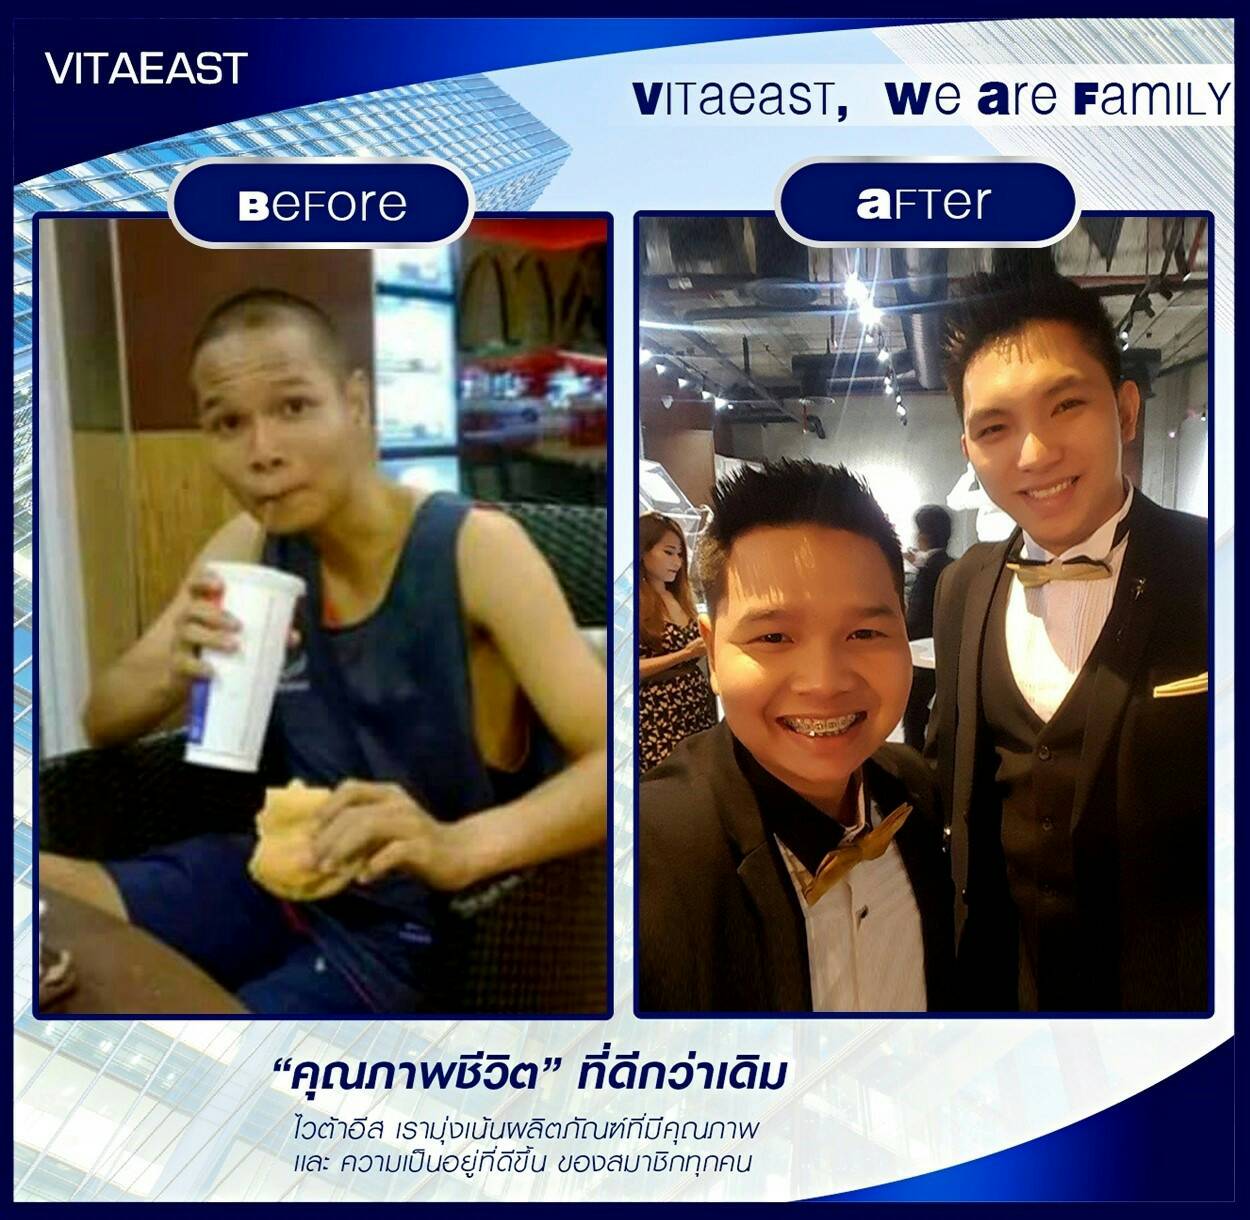 VITAEAST
VITaeasT, We are FamILY
BeFore
aFTer
“คุณภาพชีวิต” ที่ดีกว่าเดิม
ไวต้าอีส เรามุ่งเน้นผลิตภัณฑ์ที่มีคุณภาพ
และ ความเป็นอยู่ที่ดีขึ้น ของสมาชิกทุกคน